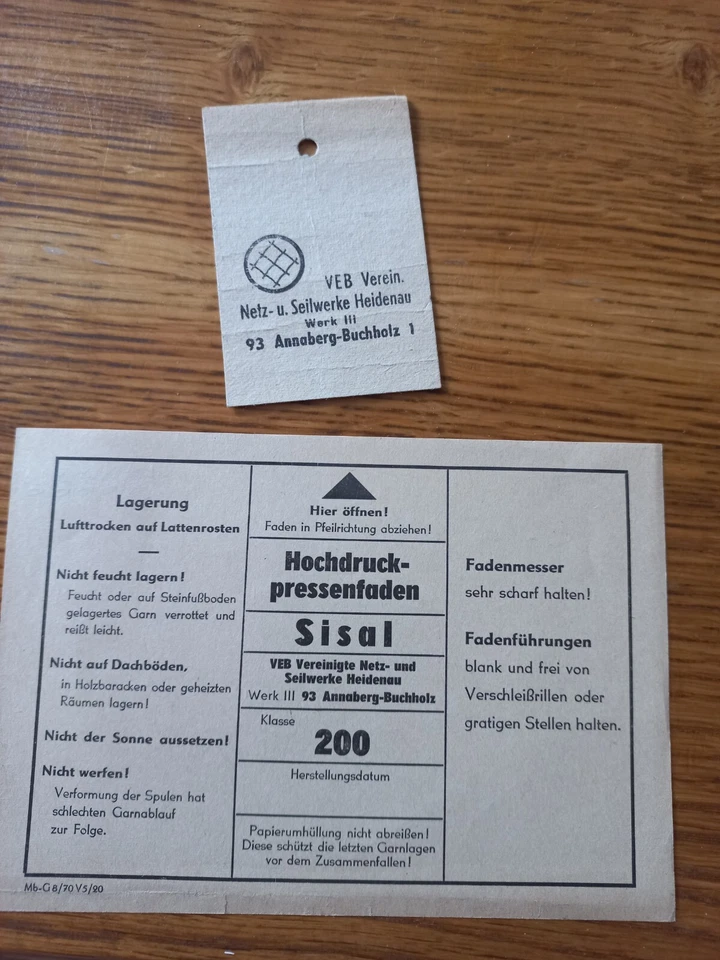 VEB Verein.
Netz- u. Seilwerke Heidenau
Werk III
93 Annaberg-Buchholz 1
Lagerung
Lufttrocken auf Lattenrosten
Nicht feucht lagern!
Feucht oder auf Steinfußboden
gelagertes Garn verrottet und
reißt leicht.
Nicht auf Dachböden,
in Holzbaracken oder geheizten
Räumen lagern!
Nicht der Sonne aussetzen!
Nicht werfen!
Verformung der Spulen hat
schlechten Garnablauf
zur Folge.
Hier öffnen!
Faden in Pfeilrichtung abziehen!
Hochdruck-
pressenfaden
Sisal
VEB Vereinigte Netz- und
Seilwerke Heidenau
Werk III 93 Annaberg-Buchholz
Klasse
200
Herstellungsdatum
Papierumhüllung nicht abreißen!
Diese schützt die letzten Garnlagen
vor dem Zusammenfallen!
Fadenmesser
sehr scharf halten!
Fadenführungen
blank und frei von
Verschleißrillen oder
gratigen Stellen halten.
Mb-G 8/70 V 5/20